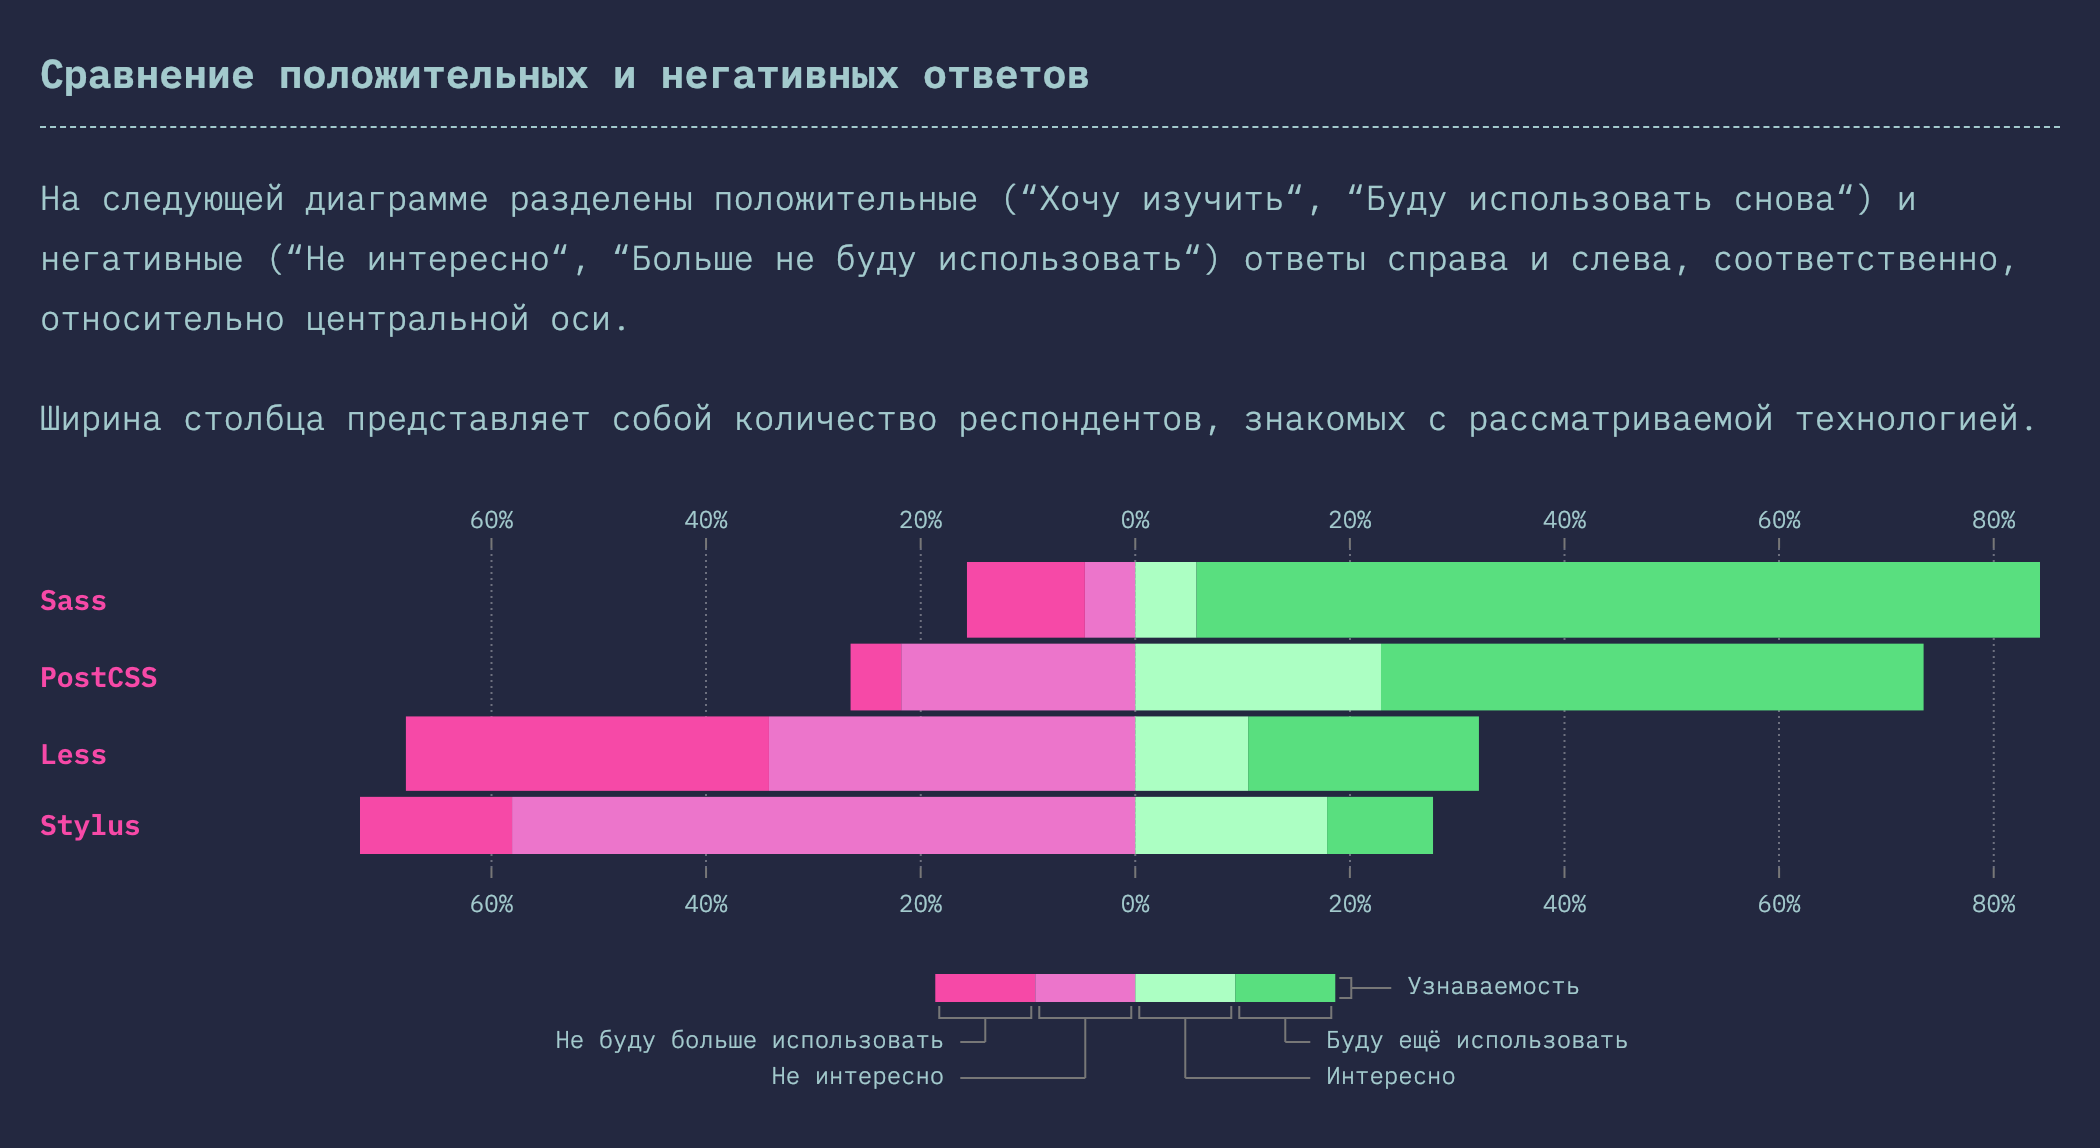 Сравнение положительных и негативных ответов
На следующей диаграмме разделены положительные (“Хочу изучить“, “Буду использовать снова“) и
негативные (“Не интересно“, “Больше не буду использовать“) ответы справа и слева, соответственно,
относительно центральной оси.
Ширина столбца представляет собой количество респондентов, знакомых с рассматриваемой технологией.
60% 40% 20% 0% 20% 40% 60% 80%
Sass
PostCSS
Less
Stylus
60% 40% 20% 0% 20% 40% 60% 80%
Узнаваемость
Не буду больше использовать Буду ещё использовать
Не интересно Интересно